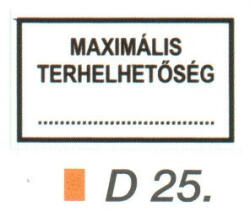 MAXIMÁLIS
TERHELHETŐSÉG
..............................
D 25.